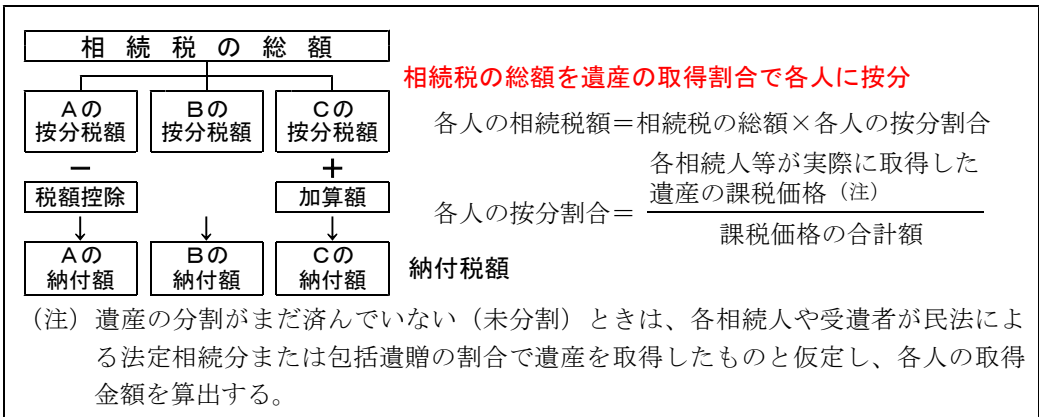 相 続 税 の 総 額
相続税の総額を遺産の取得割合で各人に按分
Aの
按分税額
Bの
按分税額
Cの
按分税額
各人の相続税額=相続税の総額×各人の按分割合
-
+
税額控除
加算額
各人の按分割合=
各相続人等が実際に取得した
遺産の課税価格(注)
課税価格の合計額
↓
↓
↓
Aの
納付額
Bの
納付額
Cの
納付額
納付税額
(注)遺産の分割がまだ済んでいない(未分割)ときは、各相続人や受遺者が民法によ
る法定相続分または包括遺贈の割合で遺産を取得したものと仮定し、各人の取得
金額を算出する。